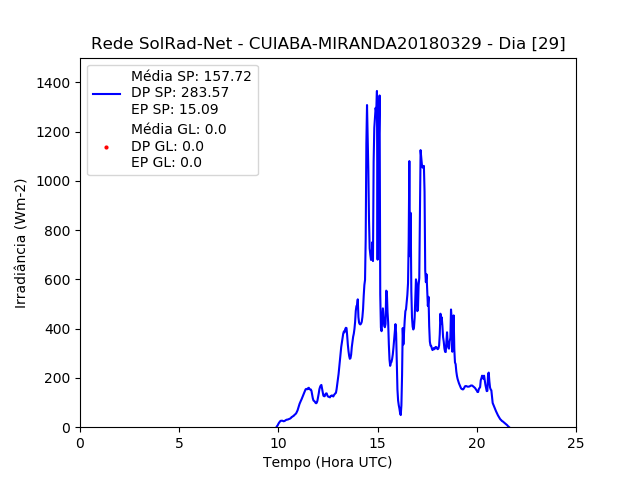 Rede SolRad-Net - CUIABA-MIRANDA20180329 - Dia [29]
Média SP: 157.72
DP SP: 283.57
EP SP: 15.09
Média GL: 0.0
DP GL: 0.0
EP GL: 0.0
Irradiância (Wm-2)
1400
1200
1000
800
600
400
200
0
0 5 10 15 20 25
Tempo (Hora UTC)